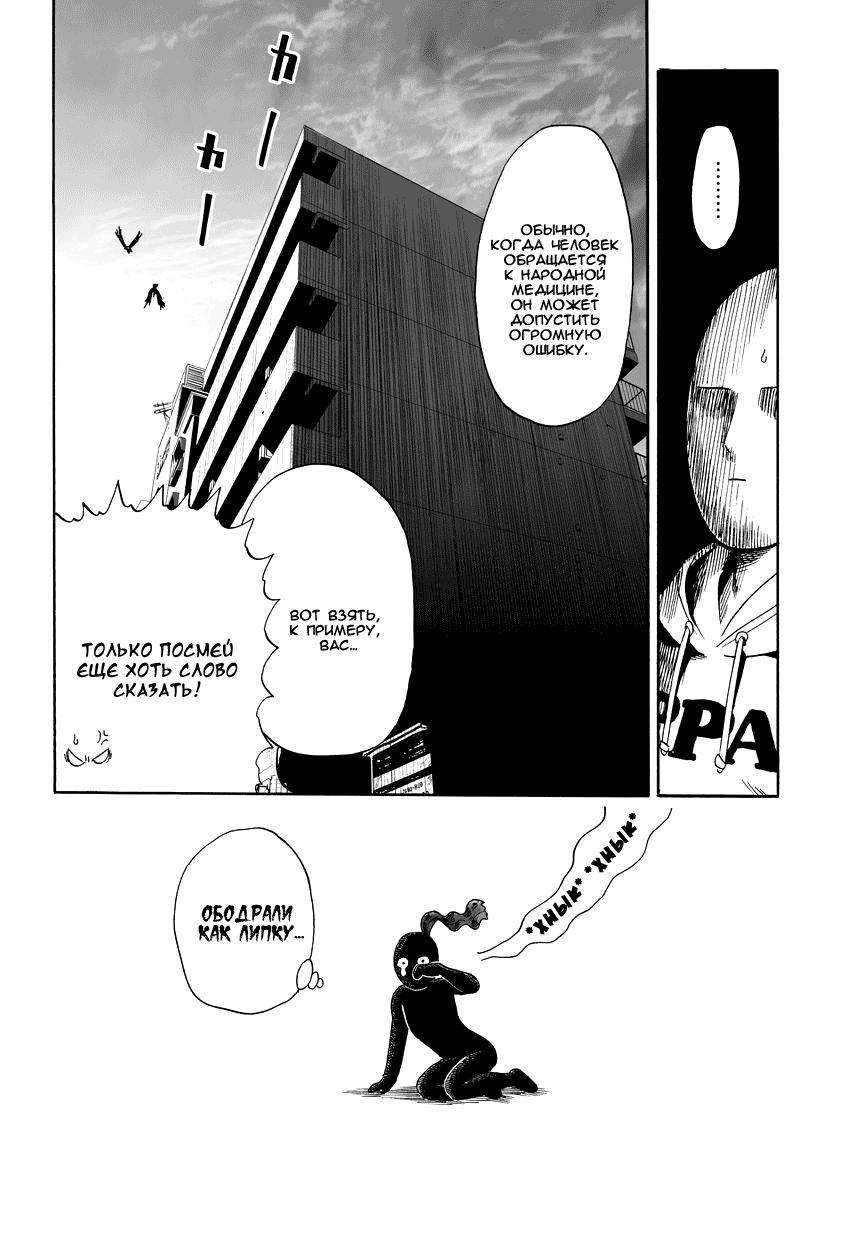 ………
PPA
カ
ー
カ
ー
ОБЫЧНО,
КОГДА ЧЕЛОВЕК
ОБРАЩАЕТСЯ
К НАРОДНОЙ
МЕДИЦИНЕ,
ОН МОЖЕТ
ДОПУСТИТЬ
ОГРОМНУЮ
ОШИБКУ.
ВОТ ВЗЯТЬ,
К ПРИМЕРУ,
ВАС...
ТОЛЬКО ПОСМЕЙ
ЕЩЕ ХОТЬ СЛОВО
СКАЗАТЬ!
*ХНЫК* *ХНЫК*
ОБОДРАЛИ
КАК ЛИПКУ...